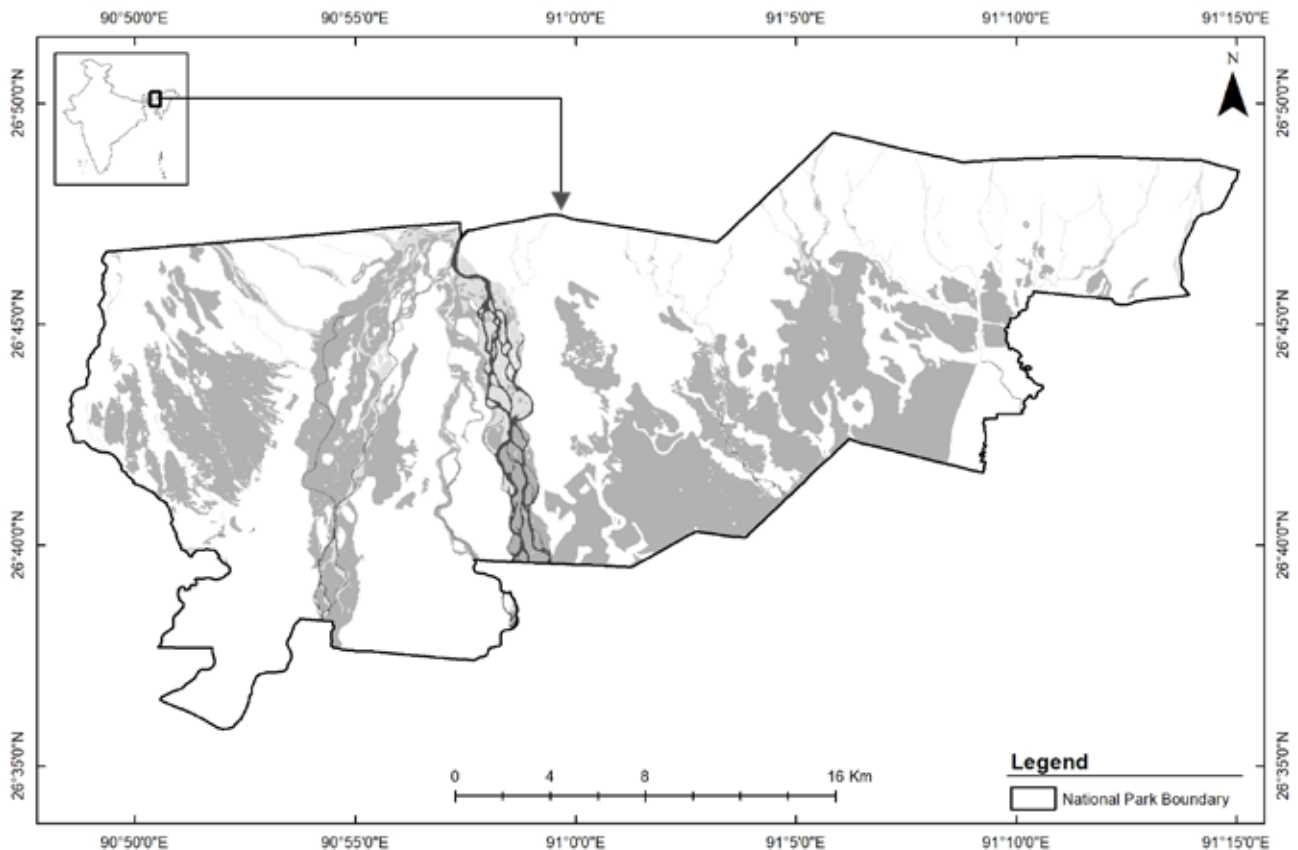 90°50'0"E 90°55'0"E 91°0'0"E 91°5'0"E 91°10'0"E 91°15'0"E
N
26°50'0"N 26°50'0"N
26°45'0"N 26°45'0"N
26°40'0"N 26°40'0"N
26°35'0"N 26°35'0"N
0 4 8 16 Km
Legend
National Park Boundary
90°50'0"E 90°55'0"E 91°0'0"E 91°5'0"E 91°10'0"E 91°15'0"E